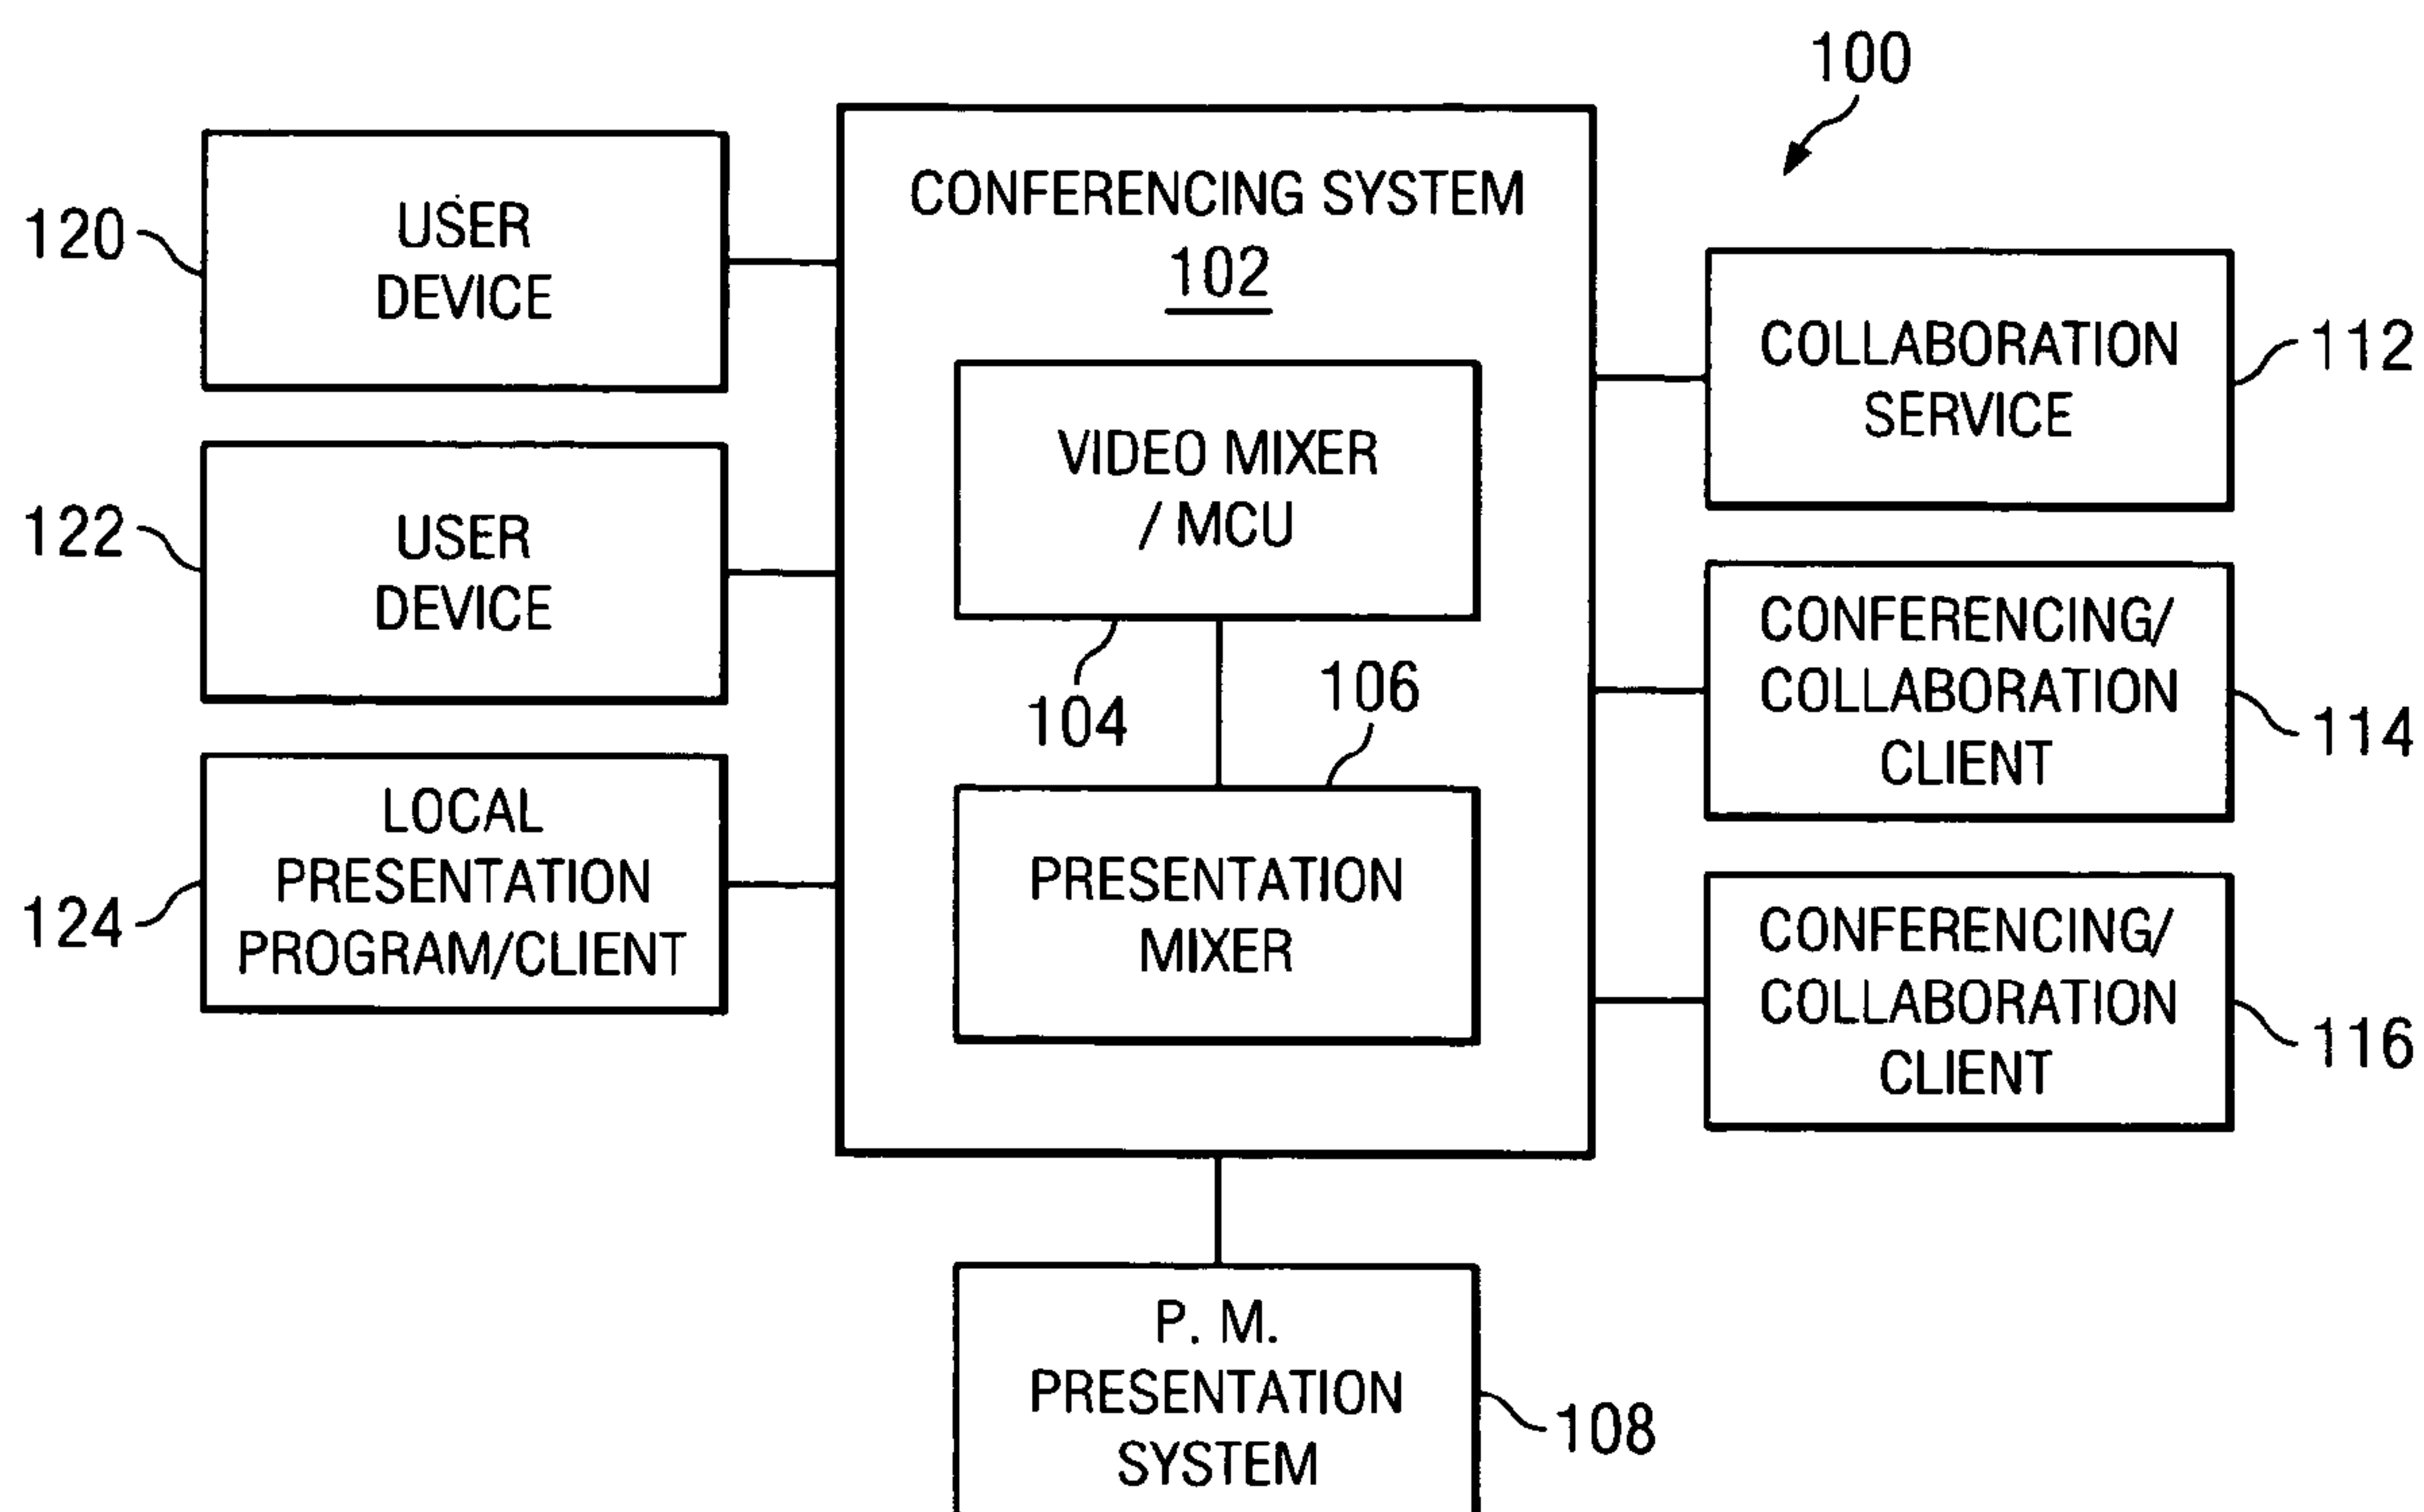 100
CONFERENCING SYSTEM
102
120
USER
DEVICE
122
USER
DEVICE
124
LOCAL
PRESENTATION
PROGRAM/CLIENT
VIDEO MIXER
/ MCU
104
106
PRESENTATION
MIXER
COLLABORATION
SERVICE
112
CONFERENCING/
COLLABORATION
CLIENT
114
CONFERENCING/
COLLABORATION
CLIENT
116
P. M.
PRESENTATION
SYSTEM
108